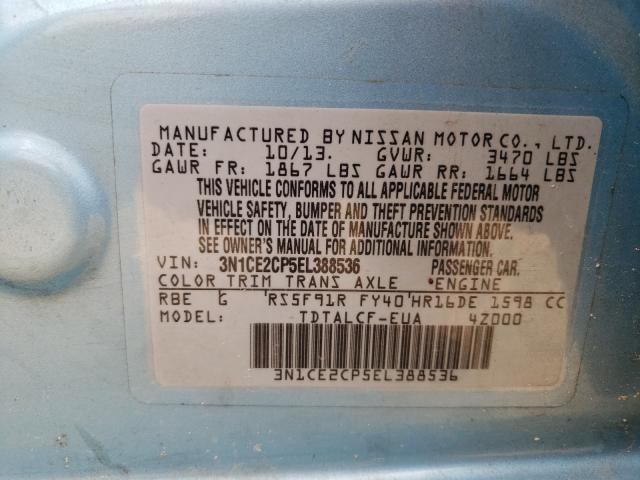 MANUFACTURED BY NISSAN MOTOR CO., LTD.
DATE: 10/13. GVWR: 3470 LBS
GAWR FR: 1867 LBS GAWR RR: 1664 LBS
THIS VEHICLE CONFORMS TO ALL APPLICABLE FEDERAL MOTOR
VEHICLE SAFETY, BUMPER AND THEFT PREVENTION STANDARDS
IN EFFECT ON THE DATE OF MANUFACTURE SHOWN ABOVE.
SEE OWNER'S MANUAL FOR ADDITIONAL INFORMATION.
VIN: 3N1CE2CP5EL388536 PASSENGER CAR.
COLOR TRIM TRANS AXLE ENGINE
RBE G RS5F91R FY40 HR16DE 1598 CC
MODEL: TDTALCF-EUA 4Z000
3N1CE2CP5EL388536